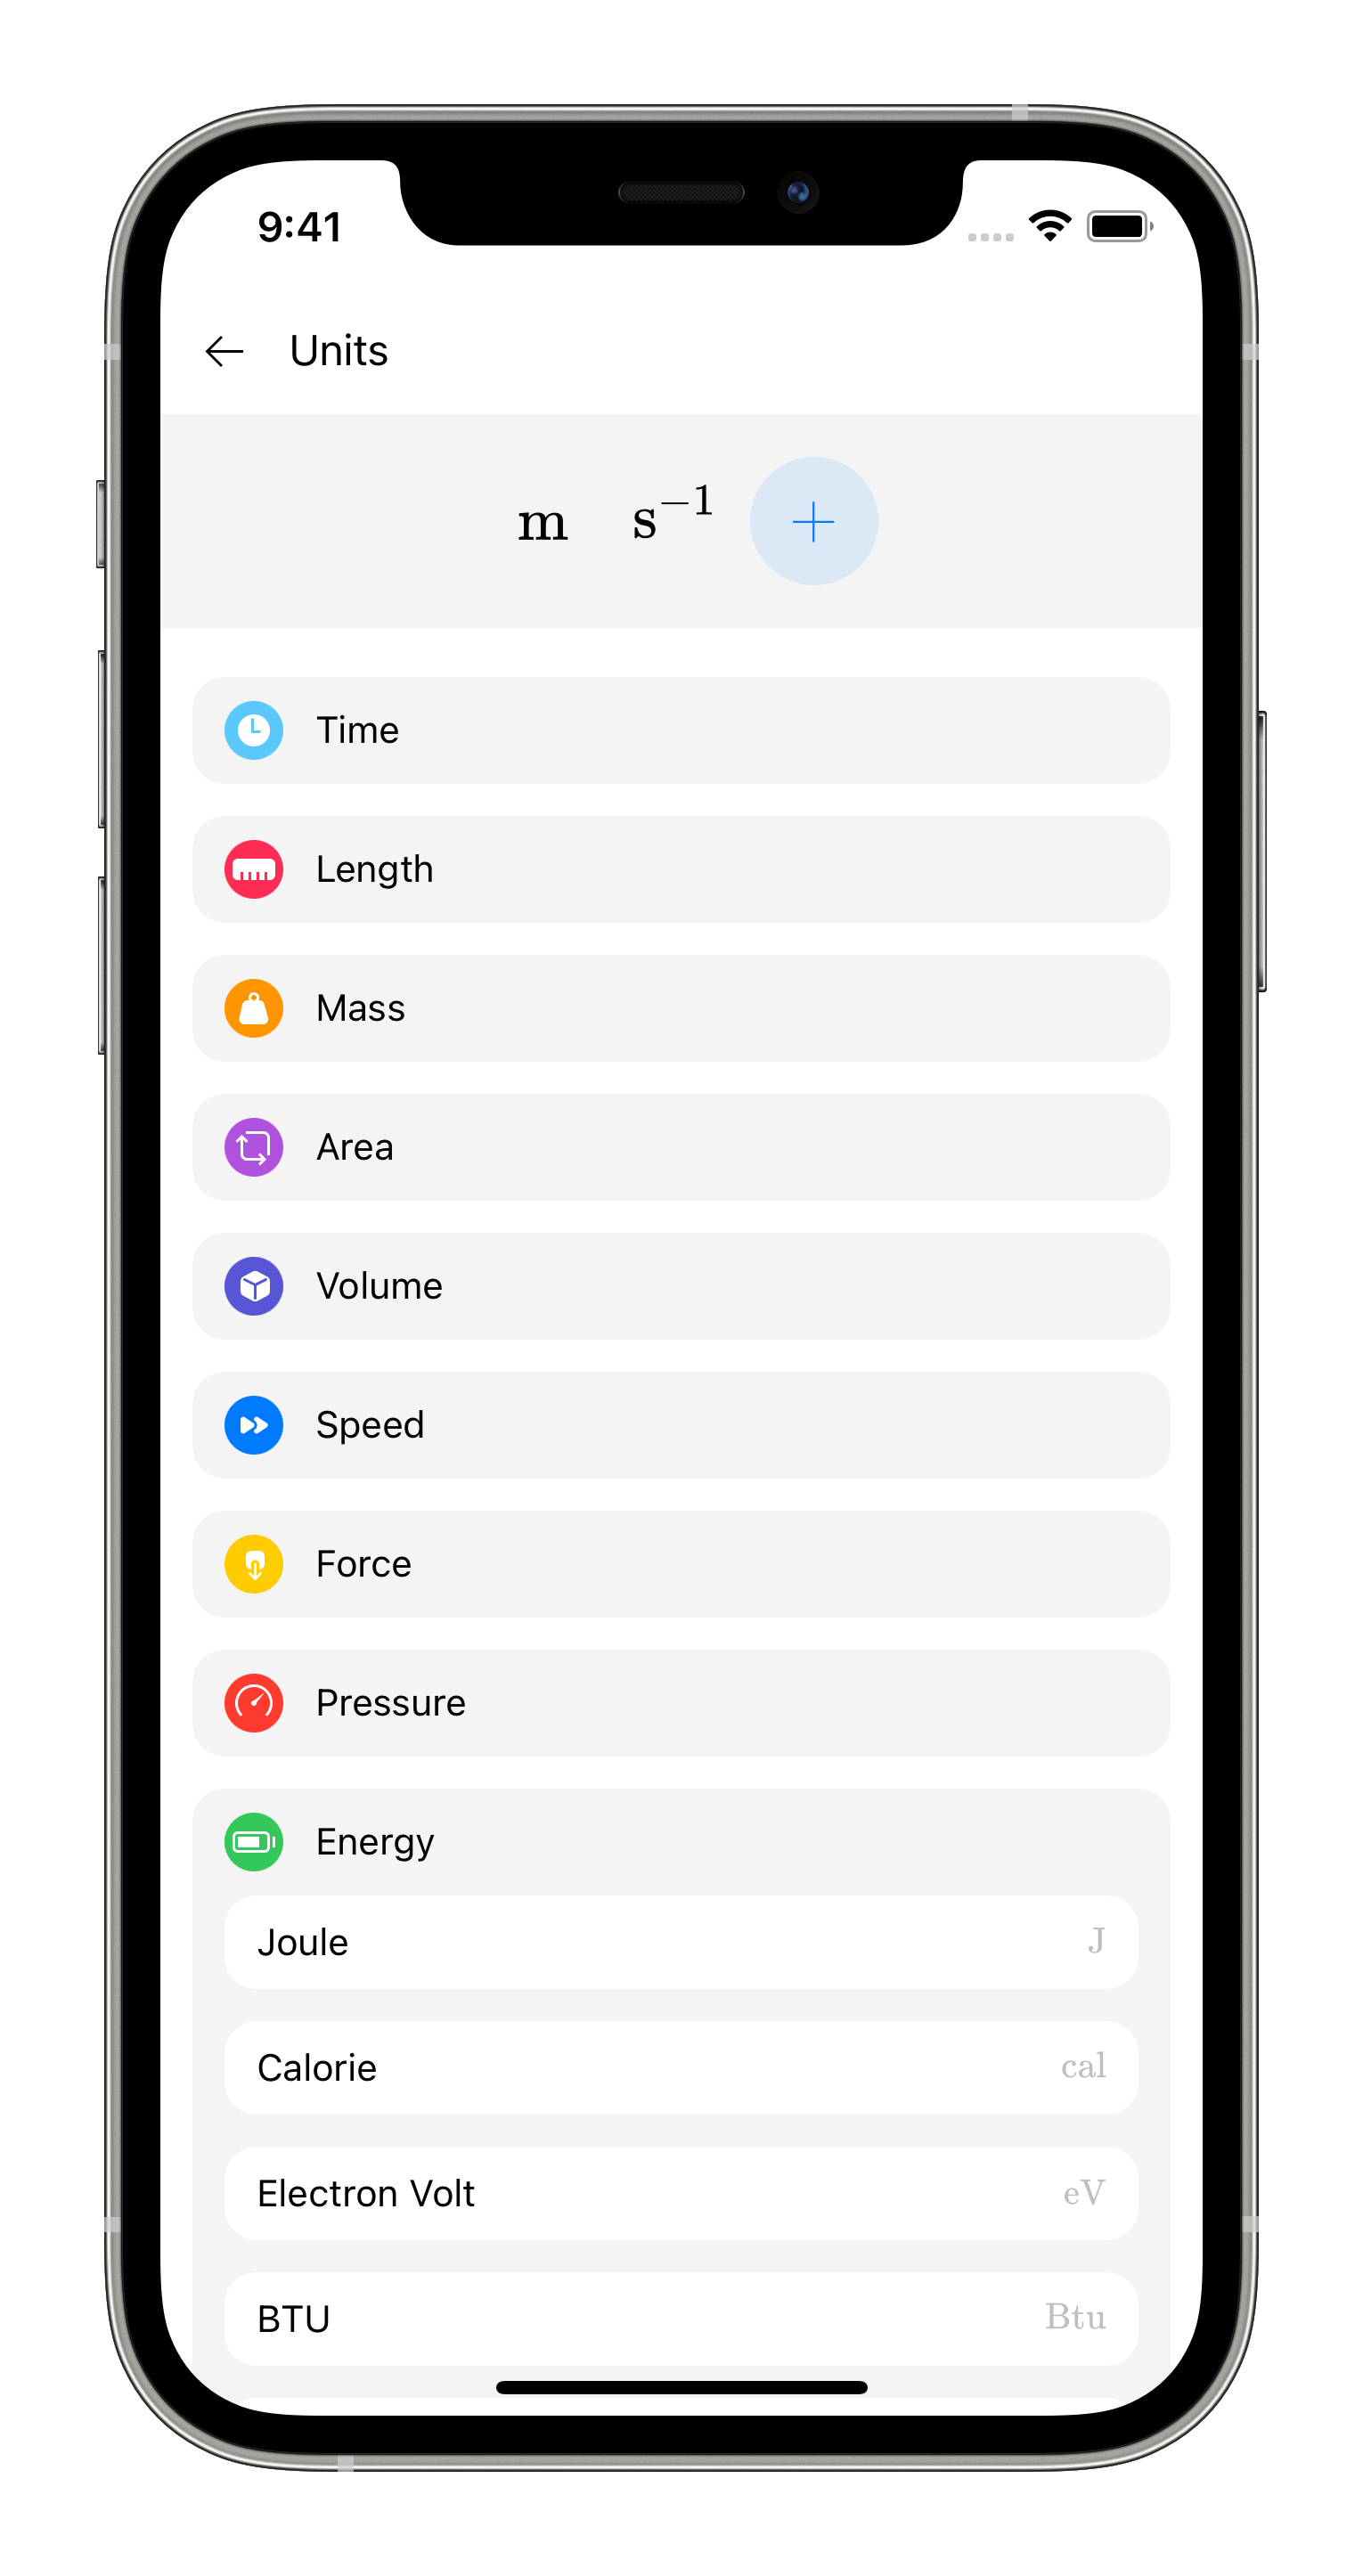 9:41
Units
m s⁻¹ +
Time
Length
Mass
Area
Volume
Speed
Force
Pressure
Energy
Joule J
Calorie cal
Electron Volt eV
BTU Btu